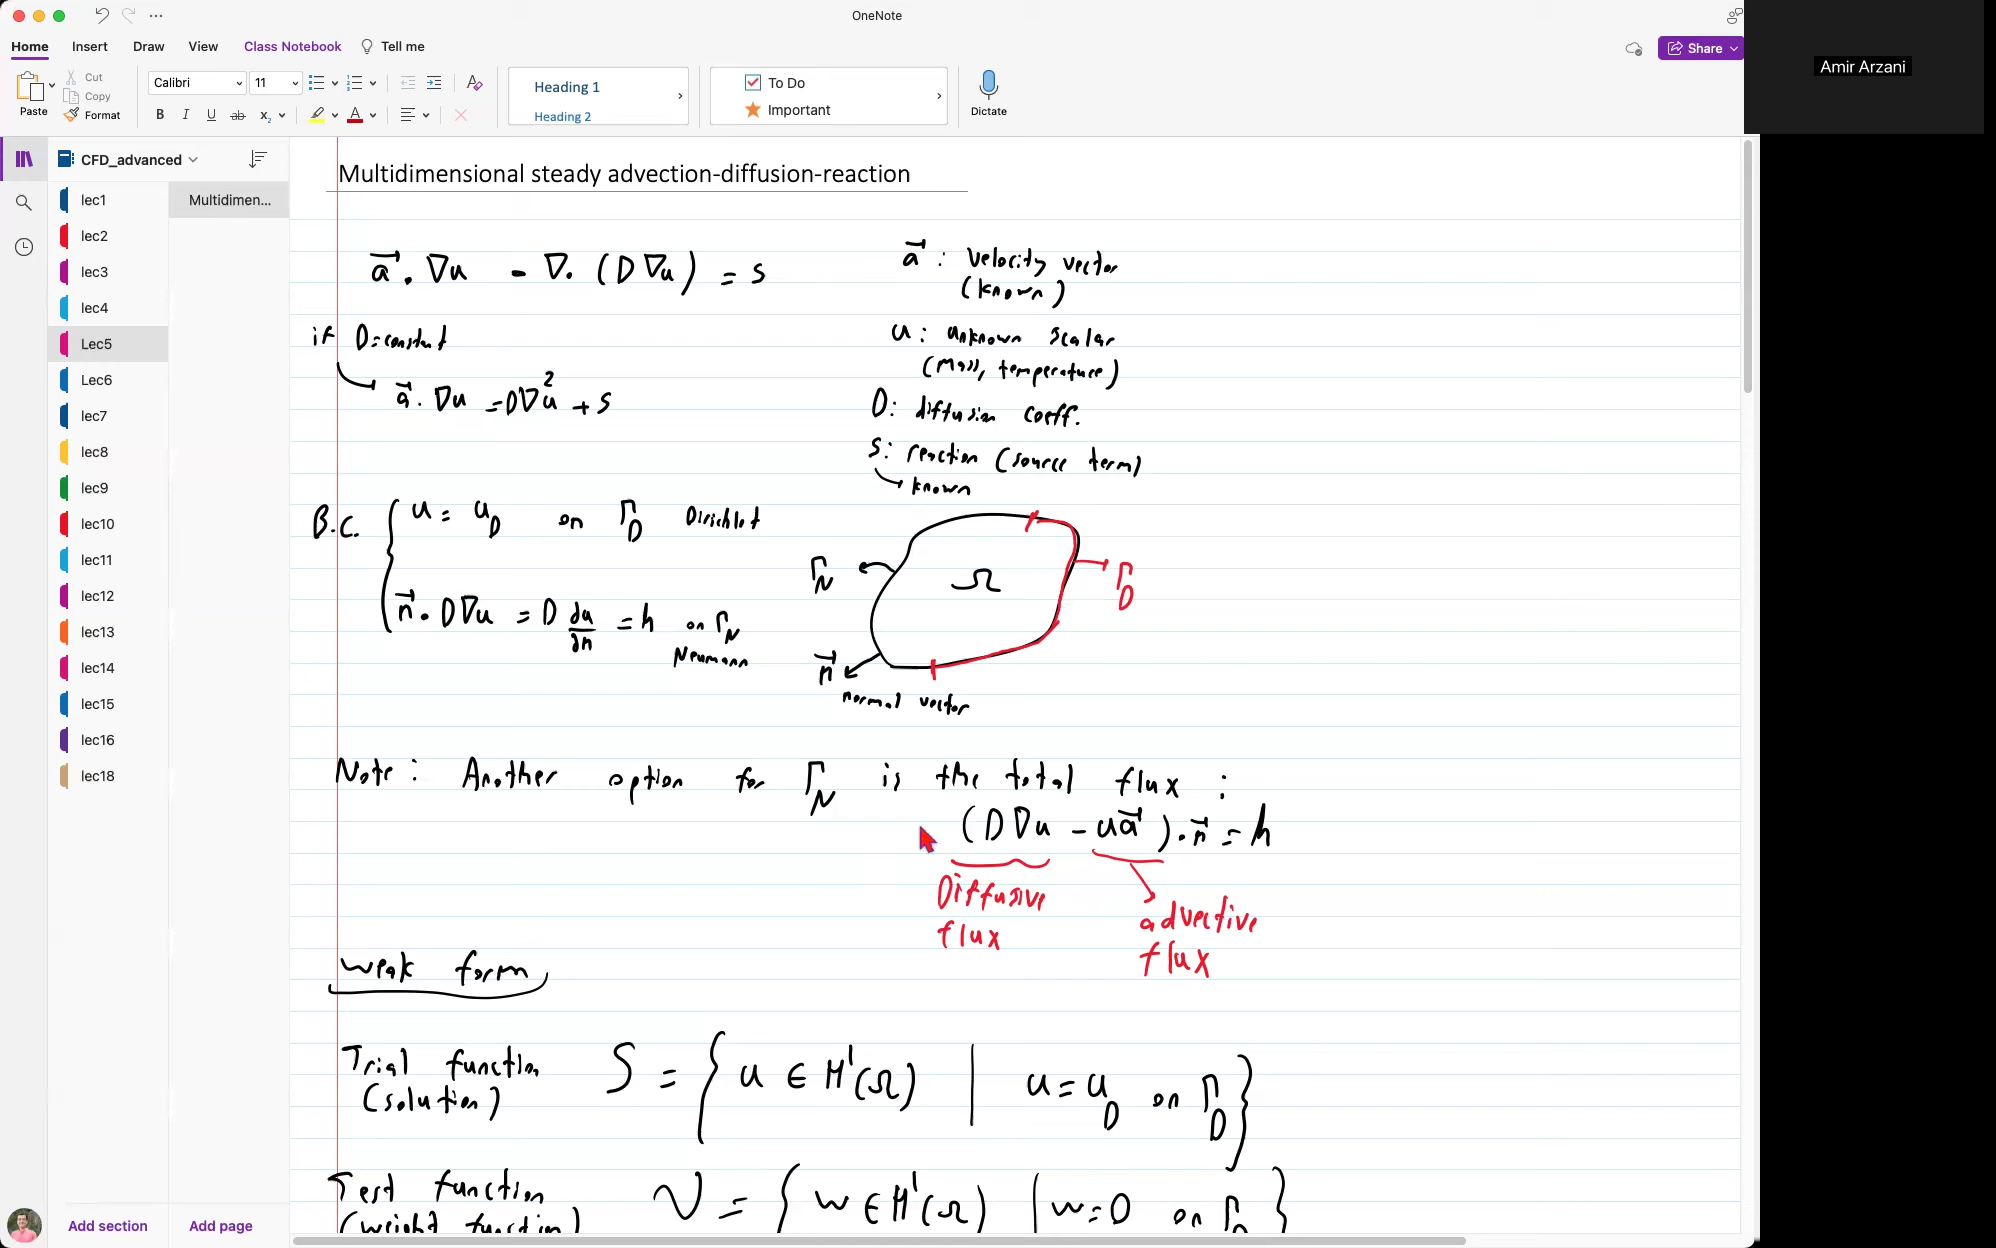 OneNote
Home Insert Draw View Class Notebook Tell me
Share
Amir Arzani
Paste
Cut
Copy
Format
Calibri 11
B I U ab x₂ A
Heading 1
Heading 2
To Do
Important
Dictate
CFD_advanced
lec1
lec2
lec3
lec4
Lec5
Lec6
lec7
lec8
lec9
lec10
lec11
lec12
lec13
lec14
lec15
lec16
lec18
Add section
Multidimen...
Add page
Multidimensional steady advection-diffusion-reaction
a⃗ · ∇u - ∇· (D∇u) = s
if D=constant
a⃗ · ∇u = D∇²u + s
a⃗ : velocity vector
(known)
u : unknown scalar
(mass, temperature)
D: diffusion coeff.
s: reaction (source term)
known
B.C. { u = u_D on Γ_D Dirichlet
n⃗ · D∇u = D ∂u/∂n = h on Γ_N
Neumann
Γ_N Ω Γ_D
n⃗
normal vector
Note: Another option for Γ_N is the total flux :
(D∇u - ua⃗) · n⃗ = h
Diffusive
flux
advective
flux
weak form
Trial function
(solution)
S = { u ∈ H¹(Ω) | u = u_D on Γ_D }
Test function
(weight function)
V = { w ∈ H¹(Ω) | w = 0 on Γ_D }